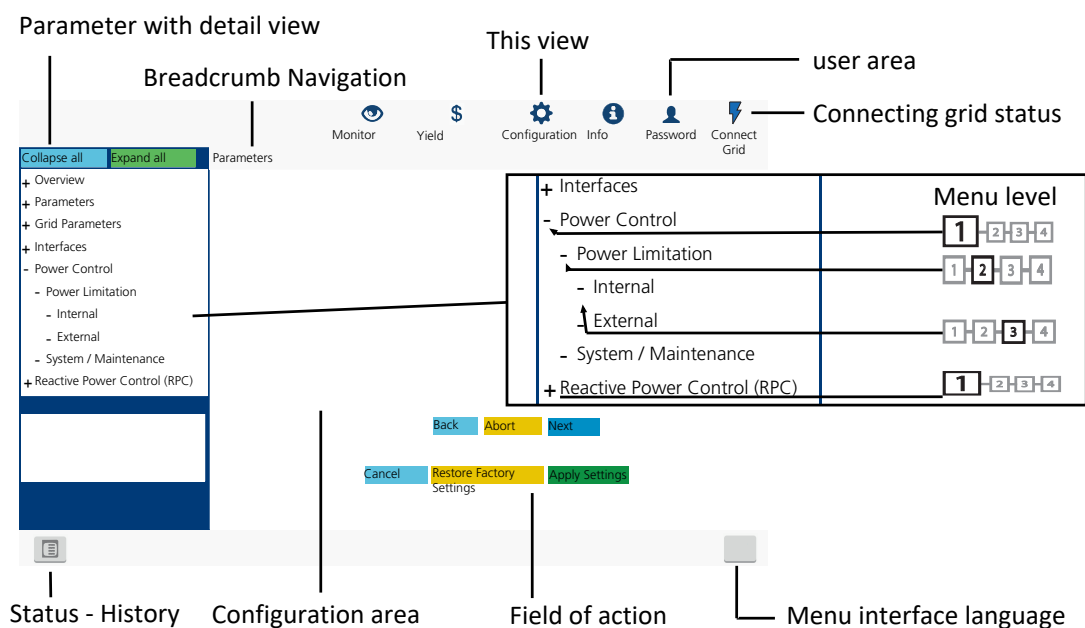 Parameter with detail view
This view
user area
Breadcrumb Navigation
Connecting grid status
$
Monitor
Yield
Configuration
Info
Password
Connect
Grid
Collapse all
Expand all
Parameters
+ Overview
+ Parameters
+ Grid Parameters
+ Interfaces
- Power Control
- Power Limitation
- Internal
- External
- System / Maintenance
+ Reactive Power Control (RPC)
+ Interfaces
Menu level
- Power Control
1 2 3 4
- Power Limitation
1 2 3 4
- Internal
- External
1 2 3 4
- System / Maintenance
+ Reactive Power Control (RPC)
1 2 3 4
Back
Abort
Next
Cancel
Restore Factory
Settings
Apply Settings
Status - History
Configuration area
Field of action
Menu interface language